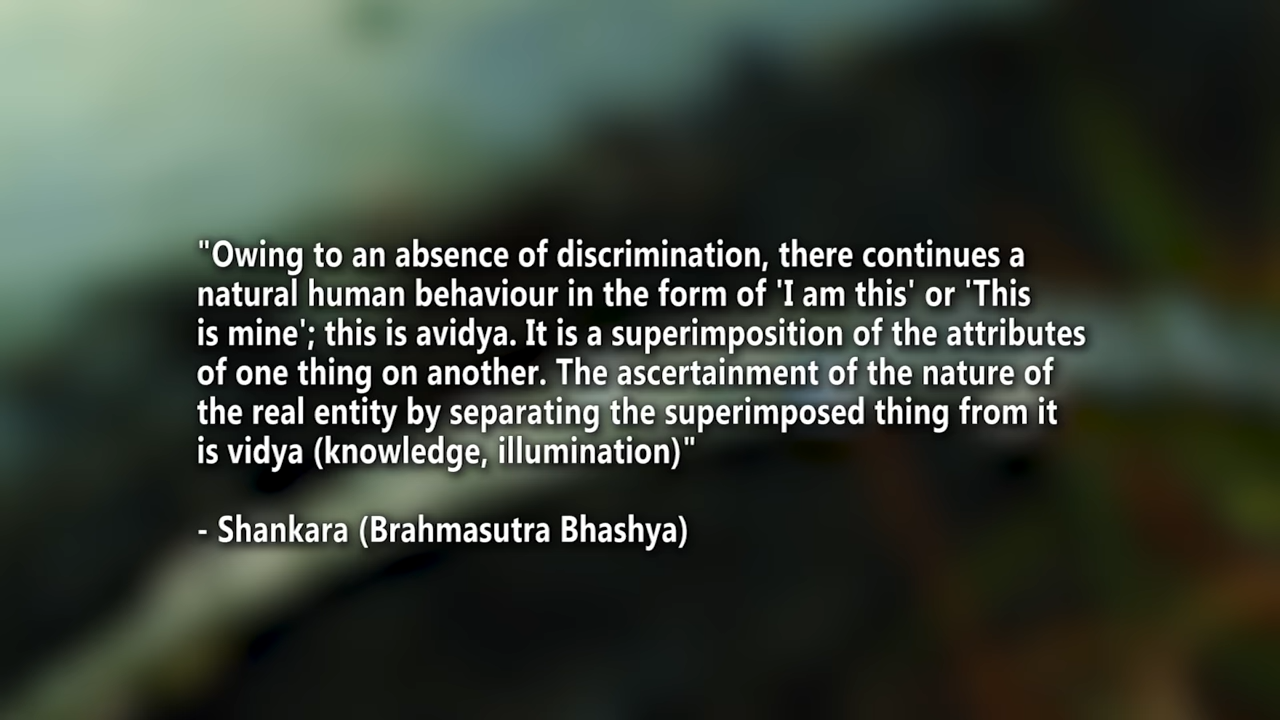 "Owing to an absence of discrimination, there continues a
natural human behaviour in the form of 'I am this' or 'This
is mine'; this is avidya. It is a superimposition of the attributes
of one thing on another. The ascertainment of the nature of
the real entity by separating the superimposed thing from it
is vidya (knowledge, illumination)"
- Shankara (Brahmasutra Bhashya)